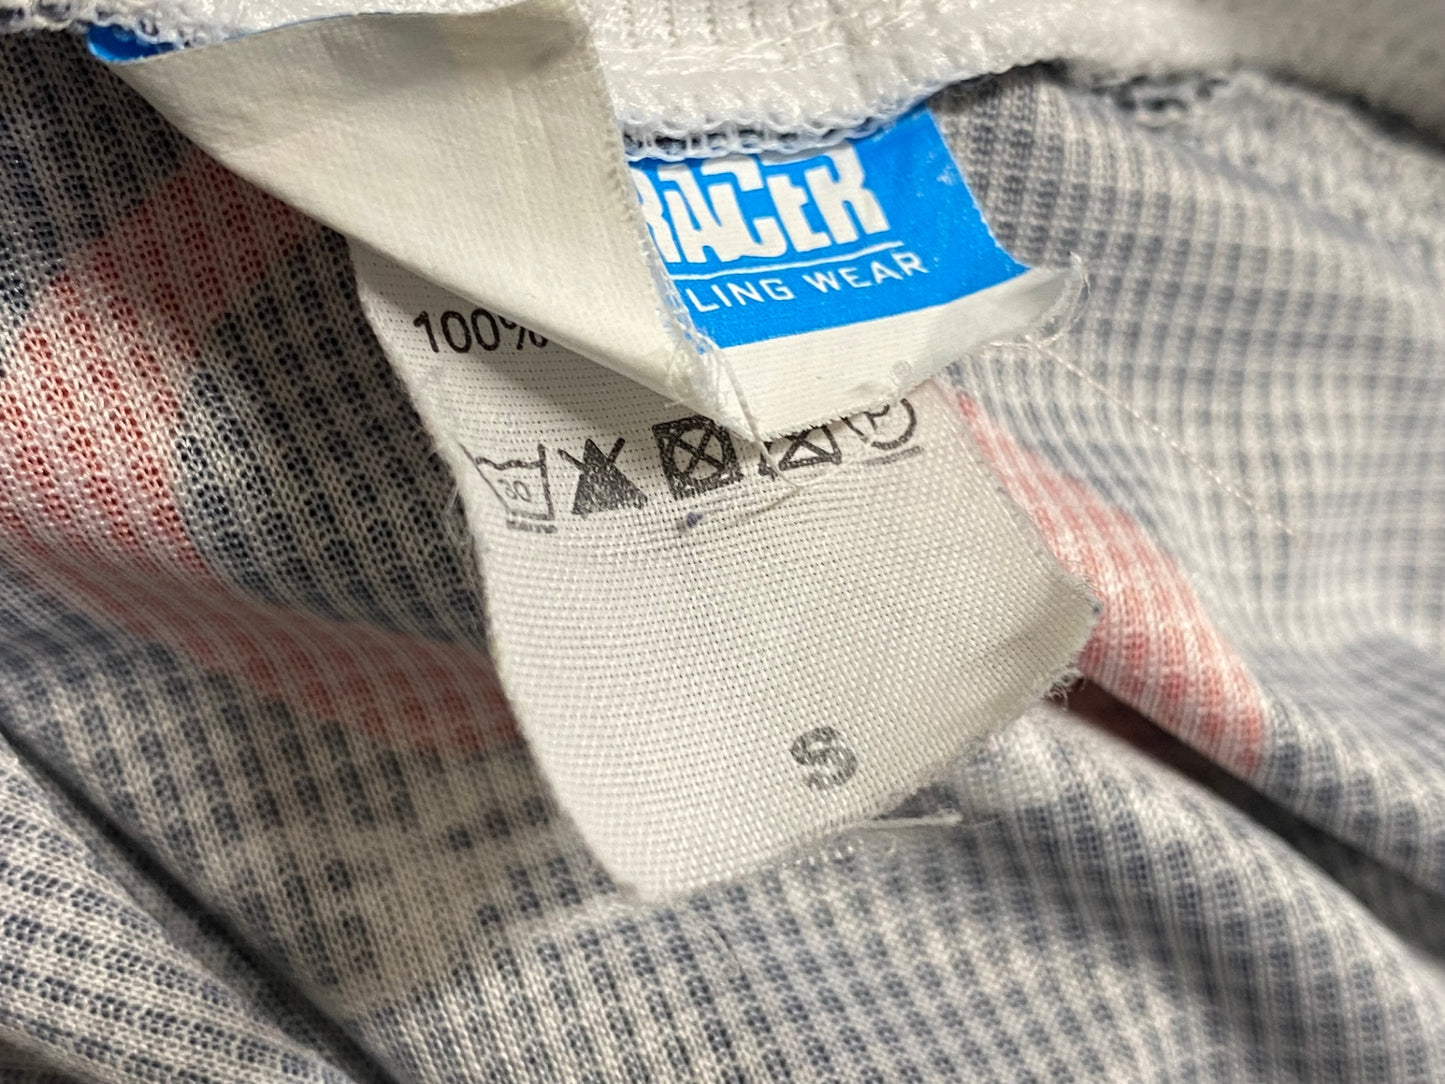 RACER
LING WEAR
100%
30
P
S